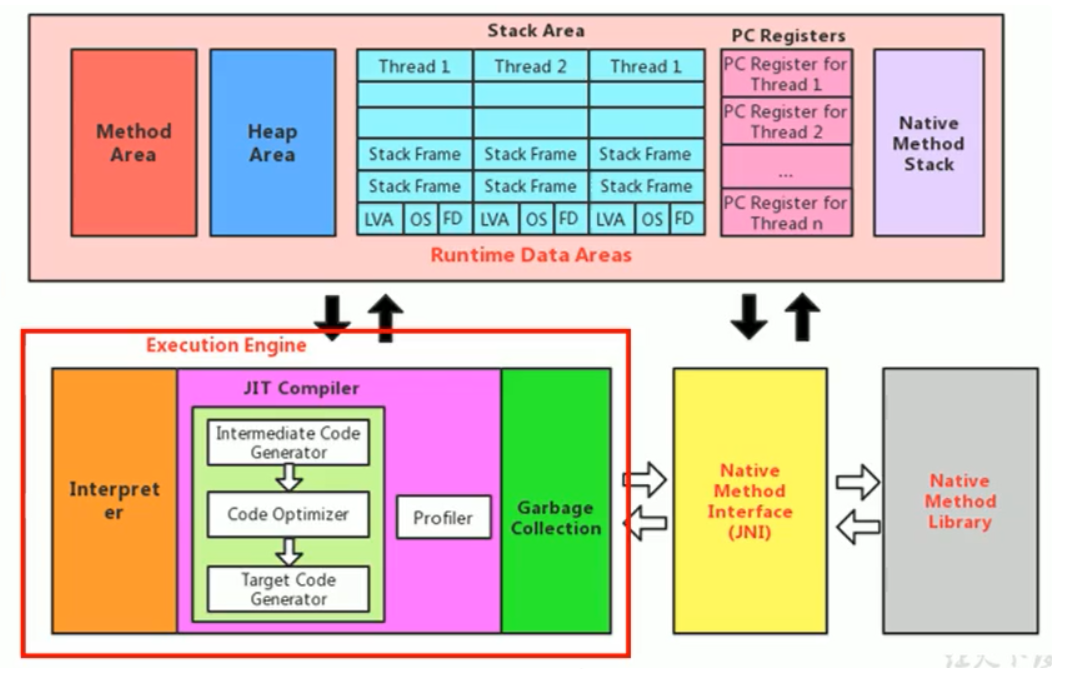 Stack Area
PC Registers
Method
Area
Heap
Area
Thread 1
Thread 2
Thread 1
Stack Frame
Stack Frame
Stack Frame
Stack Frame
Stack Frame
Stack Frame
LVA
OS
FD
LVA
OS
FD
LVA
OS
FD
PC Register for
Thread 1
PC Register for
Thread 2
...
PC Register for
Thread n
Native
Method
Stack
Runtime Data Areas
Execution Engine
Interpret
er
JIT Compiler
Intermediate Code
Generator
Code Optimizer
Target Code
Generator
Profiler
Garbage
Collection
Native
Method
Interface
(JNI)
Native
Method
Library